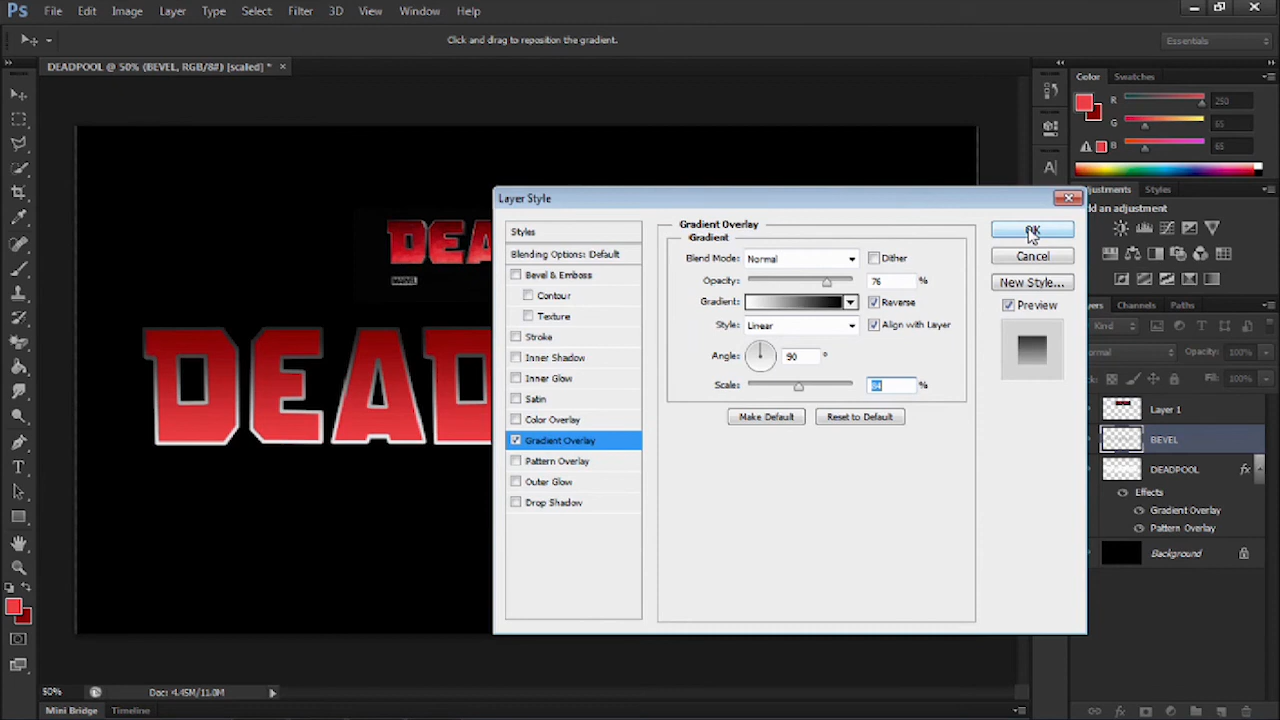 Ps File Edit Image Layer Type Select Filter 3D View Window Help
Click and drag to reposition the gradient.
Essentials
DEADPOOL @ 50% (BEVEL, RGB/8#) [scaled] * ×
Color Swatches
R 250
G 65
B 65
A
Adjustments Styles
Add an adjustment
Layer Style
Styles
Blending Options: Default
Bevel & Emboss
Contour
Texture
Stroke
Inner Shadow
Inner Glow
Satin
Color Overlay
Gradient Overlay
Pattern Overlay
Outer Glow
Drop Shadow
Gradient Overlay
Gradient
Blend Mode: Normal Dither
Opacity: 76 %
Gradient: Reverse
Style: Linear Align with Layer
Angle: 90 °
Scale: 84 %
Make Default Reset to Default
OK
Cancel
New Style...
Preview
DEA
MARVEL
DEAD
Layers Channels Paths
Kind T
Normal Opacity: 100%
Fill: 100%
Layer 1
BEVEL
DEADPOOL fx
Effects
Gradient Overlay
Pattern Overlay
Background
50% Doc: 4.45M/11.0M
Mini Bridge Timeline
fx